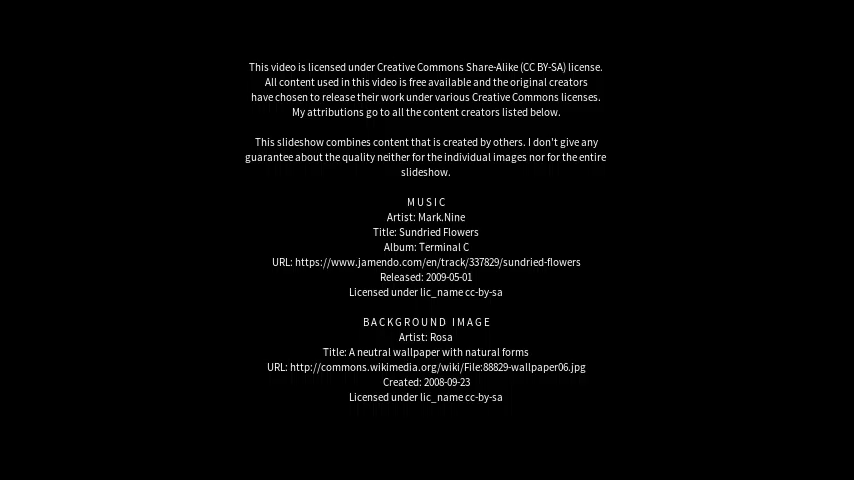 This video is licensed under Creative Commons Share-Alike (CC BY-SA) license.
All content used in this video is free available and the original creators
have chosen to release their work under various Creative Commons licenses.
My attributions go to all the content creators listed below.
This slideshow combines content that is created by others. I don't give any
guarantee about the quality neither for the individual images nor for the entire
slideshow.
MUSIC
Artist: Mark.Nine
Title: Sundried Flowers
Album: Terminal C
URL: https://www.jamendo.com/en/track/337829/sundried-flowers
Released: 2009-05-01
Licensed under lic_name cc-by-sa
BACKGROUND IMAGE
Artist: Rosa
Title: A neutral wallpaper with natural forms
URL: http://commons.wikimedia.org/wiki/File:88829-wallpaper06.jpg
Created: 2008-09-23
Licensed under lic_name cc-by-sa